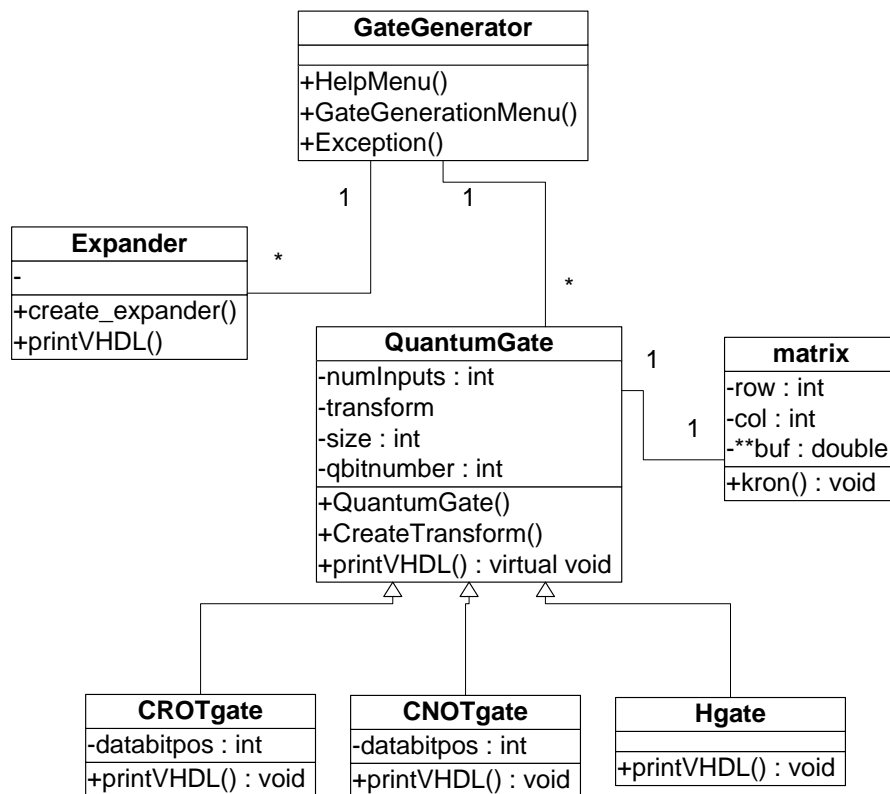 GateGenerator
+HelpMenu()
+GateGenerationMenu()
+Exception()
1
1
Expander
-
+create_expander()
+printVHDL()
*
*
QuantumGate
-numInputs : int
-transform
-size : int
-qbitnumber : int
+QuantumGate()
+CreateTransform()
+printVHDL() : virtual void
1
1
matrix
-row : int
-col : int
-**buf : double
+kron() : void
CROTgate
-databitpos : int
+printVHDL() : void
CNOTgate
-databitpos : int
+printVHDL() : void
Hgate
+printVHDL() : void